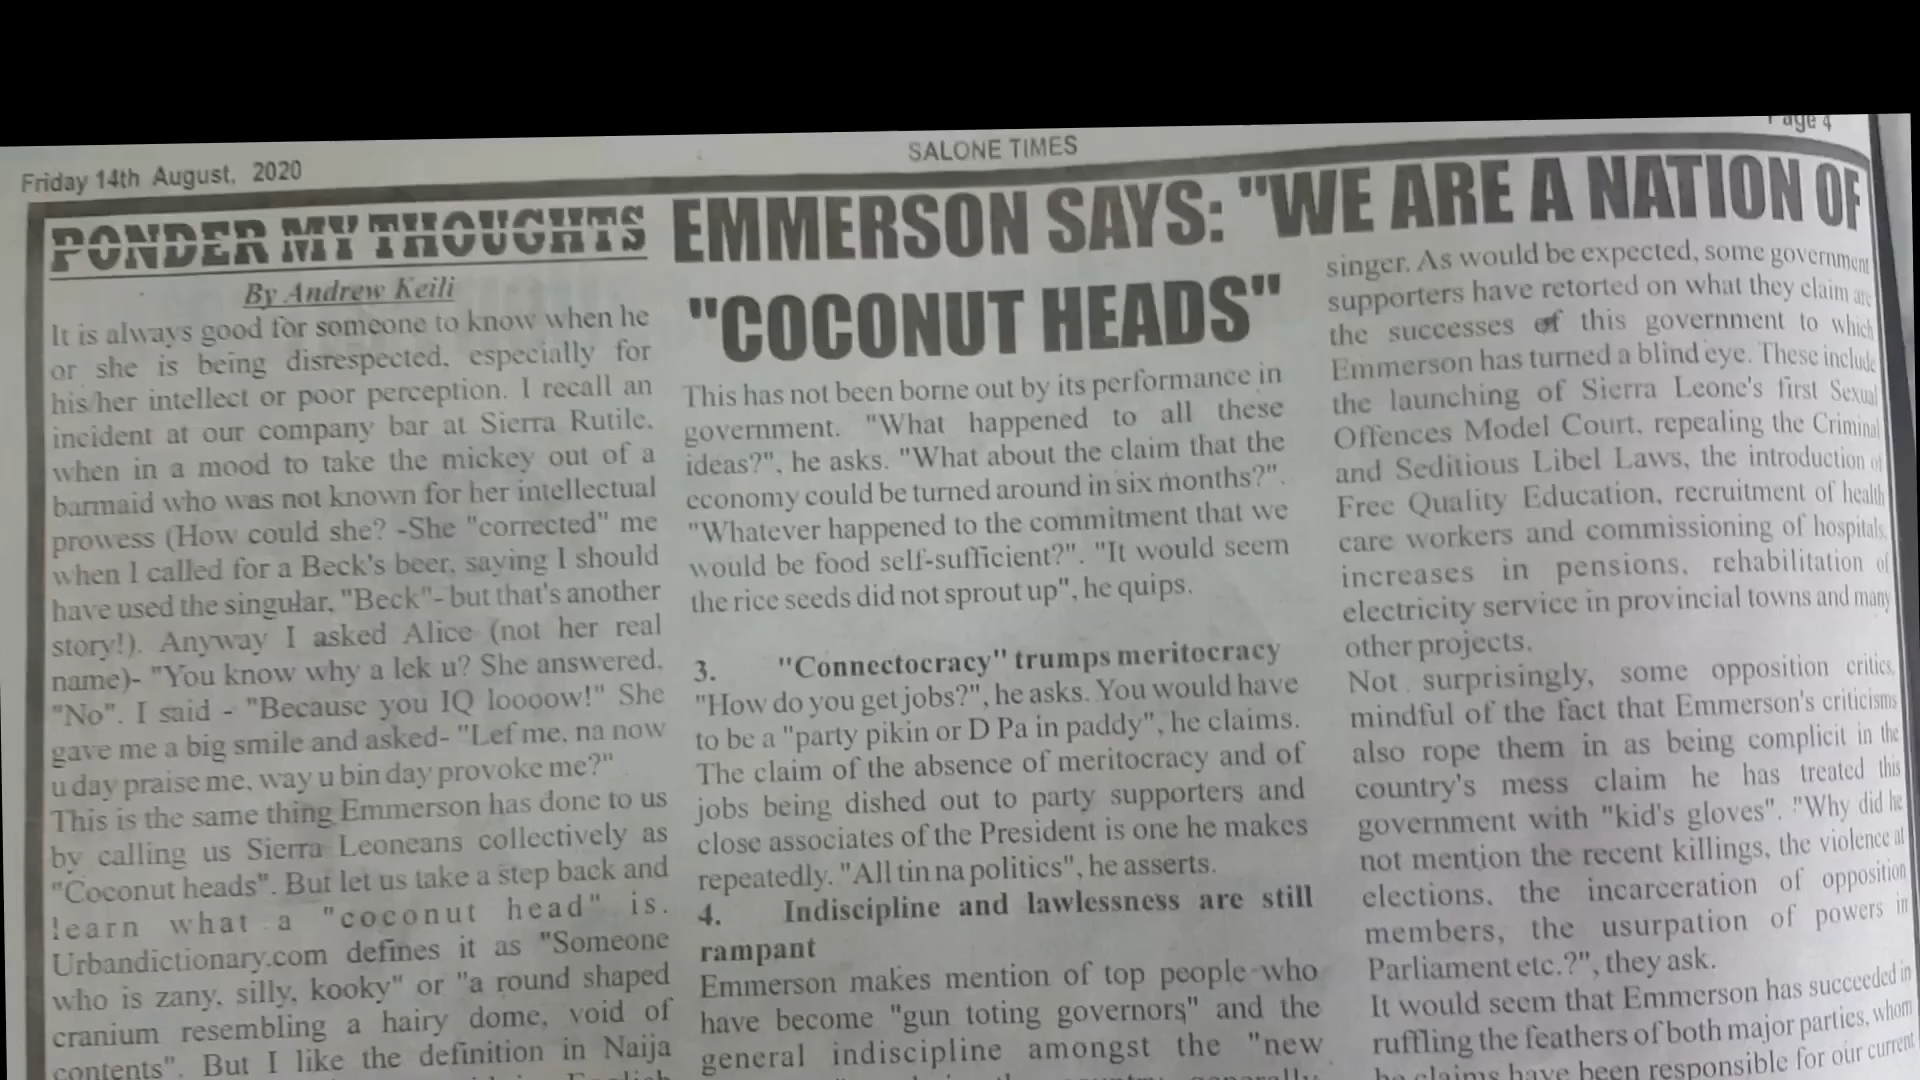 Friday 14th August, 2020
SALONE TIMES
Page 4
PONDER MY THOUGHTS
By Andrew Keili
EMMERSON SAYS: "WE ARE A NATION OF
"COCONUT HEADS"
It is always good for someone to know when he
or she is being disrespected, especially for
his/her intellect or poor perception. I recall an
incident at our company bar at Sierra Rutile,
when in a mood to take the mickey out of a
barmaid who was not known for her intellectual
prowess (How could she? -She "corrected" me
when I called for a Beck's beer, saying I should
have used the singular, "Beck"- but that's another
story!). Anyway I asked Alice (not her real
name)- "You know why a lek u? She answered,
"No". I said - "Because you IQ loooow!" She
gave me a big smile and asked- "Lef me, na now
u day praise me, way u bin day provoke me?"
This is the same thing Emmerson has done to us
by calling us Sierra Leoneans collectively as
"Coconut heads". But let us take a step back and
learn what a "coconut head" is.
Urbandictionary.com defines it as "Someone
who is zany, silly, kooky" or "a round shaped
cranium resembling a hairy dome, void of
contents". But I like the definition in Naija
This has not been borne out by its performance in
government. "What happened to all these
ideas?", he asks. "What about the claim that the
economy could be turned around in six months?".
"Whatever happened to the commitment that we
would be food self-sufficient?". "It would seem
the rice seeds did not sprout up", he quips.
3. "Connectocracy" trumps meritocracy
"How do you get jobs?", he asks. You would have
to be a "party pikin or D Pa in paddy", he claims.
The claim of the absence of meritocracy and of
jobs being dished out to party supporters and
close associates of the President is one he makes
repeatedly. "All tin na politics", he asserts.
4. Indiscipline and lawlessness are still
rampant
Emmerson makes mention of top people who
have become "gun toting governors" and the
general indiscipline amongst the "new
singer. As would be expected, some government
supporters have retorted on what they claim are
the successes of this government to which
Emmerson has turned a blind eye. These include
the launching of Sierra Leone's first Sexual
Offences Model Court, repealing the Criminal
and Seditious Libel Laws, the introduction of
Free Quality Education, recruitment of health
care workers and commissioning of hospitals,
increases in pensions, rehabilitation of
electricity service in provincial towns and many
other projects.
Not surprisingly, some opposition critics,
mindful of the fact that Emmerson's criticisms
also rope them in as being complicit in the
country's mess claim he has treated this
government with "kid's gloves". "Why did he
not mention the recent killings, the violence at
elections, the incarceration of opposition
members, the usurpation of powers in
Parliament etc.?", they ask.
It would seem that Emmerson has succeeded in
ruffling the feathers of both major parties, whom
he claims have been responsible for our current